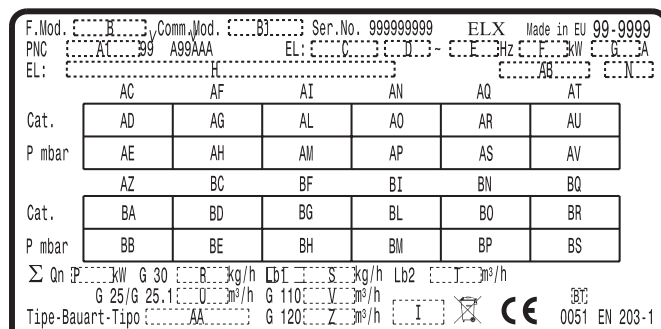 F.Mod. B Comm.Mod. B1 Ser.No. 999999999 ELX Made in EU 99-9999
PNC A1 99 A99AAA EL: C D ~ E Hz F kW G A
EL: H AB N
AC AF AI AN AQ AT
Cat. AD AG AL AO AR AU
P mbar AE AH AM AP AS AV
AZ BC BF BI BN BQ
Cat. BA BD BG BL BO BR
P mbar BB BE BH BM BP BS
Σ Qn P kW G 30 R kg/h Lb1 S kg/h Lb2 T m³/h
G 25/G 25.1 U m³/h G 110 V m³/h BT
Tipe-Bauart-Tipo AA G 120 Z m³/h I CE 0051 EN 203-1